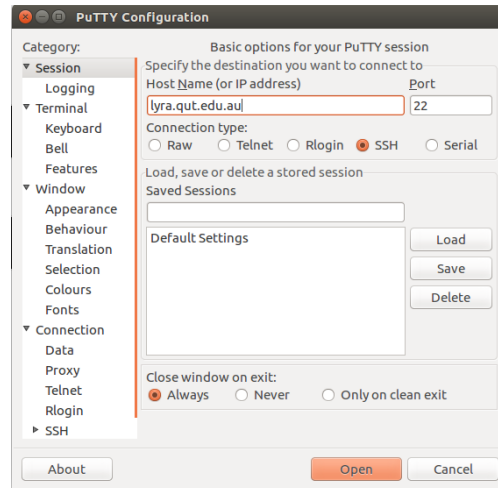 PuTTY Configuration
Category:
Session
Logging
Terminal
Keyboard
Bell
Features
Window
Appearance
Behaviour
Translation
Selection
Colours
Fonts
Connection
Data
Proxy
Telnet
Rlogin
SSH
Basic options for your PuTTY session
Specify the destination you want to connect to
Host Name (or IP address) Port
lyra.qut.edu.au 22
Connection type:
Raw Telnet Rlogin SSH Serial
Load, save or delete a stored session
Saved Sessions
Default Settings
Load
Save
Delete
Close window on exit:
Always Never Only on clean exit
About Open Cancel